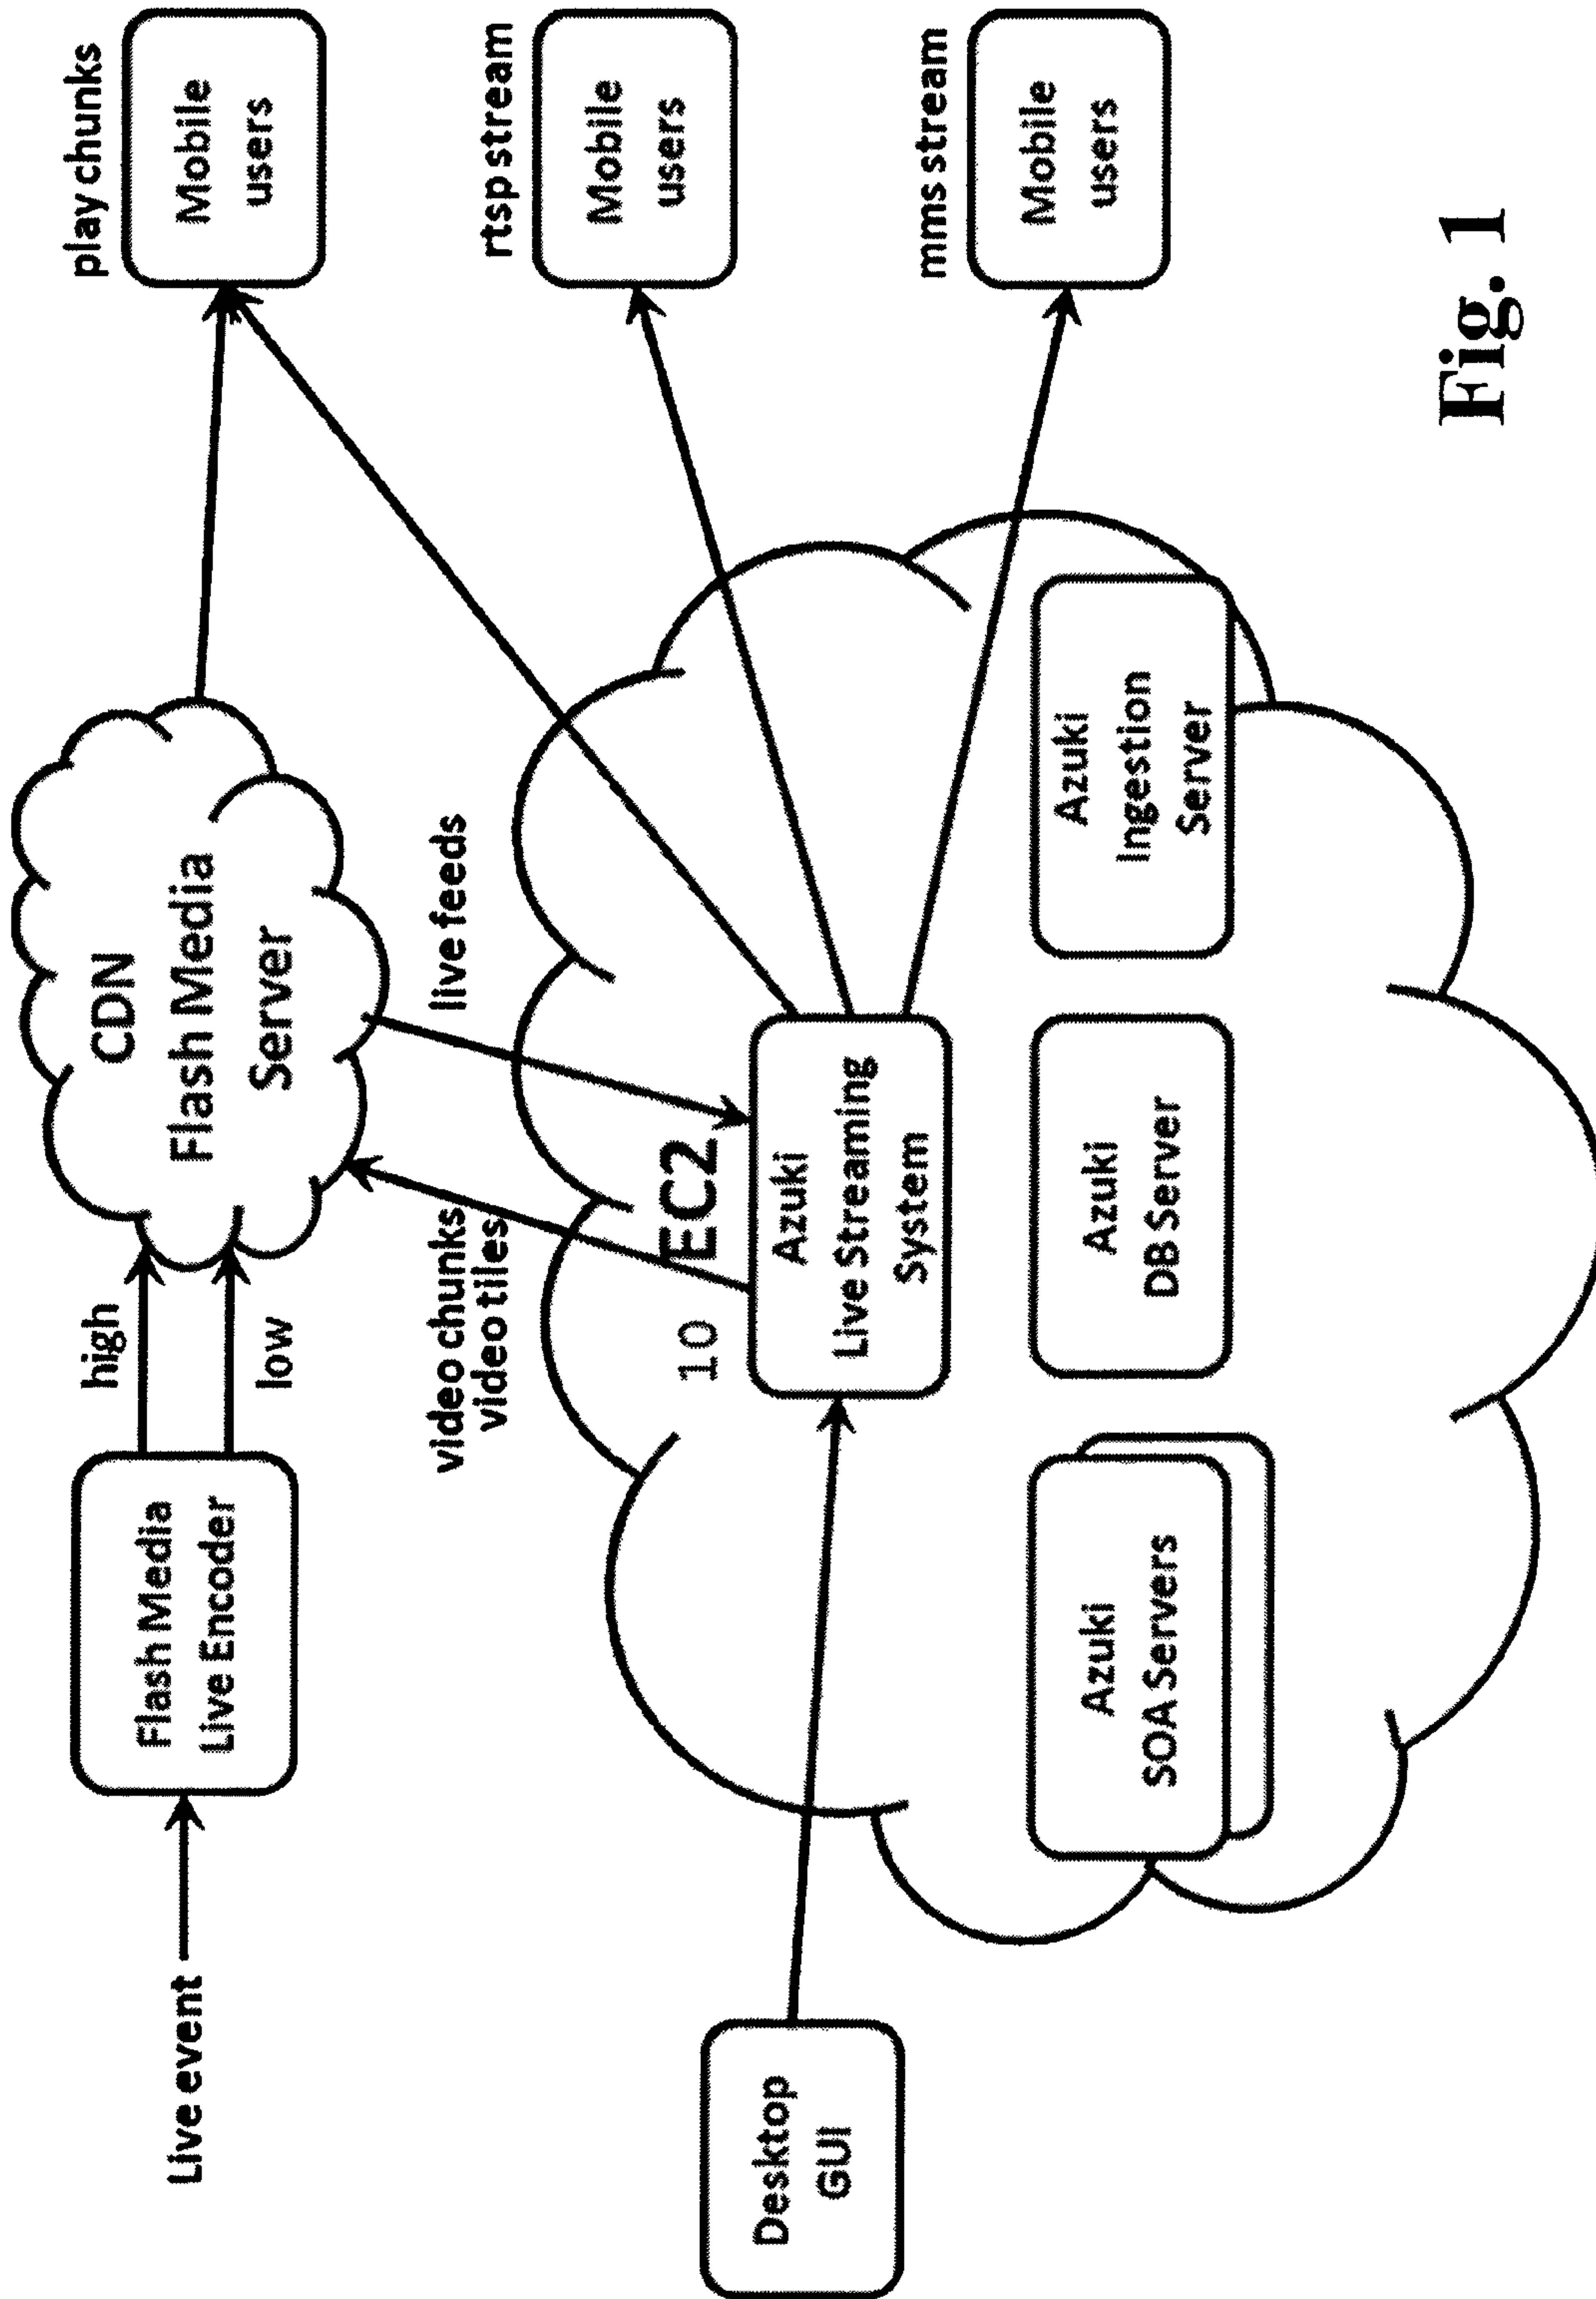 Live event
Flash Media
Live Encoder
high
low
CDN
Flash Media
Server
play chunks
Mobile
users
video chunks
video tiles
live feeds
rtsp stream
Mobile
users
mms stream
Mobile
users
Desktop
GUI
10
EC2
Azuki
Live Streaming
System
Azuki
SOA Servers
Azuki
DB Server
Azuki
Ingestion
Server
Fig. 1